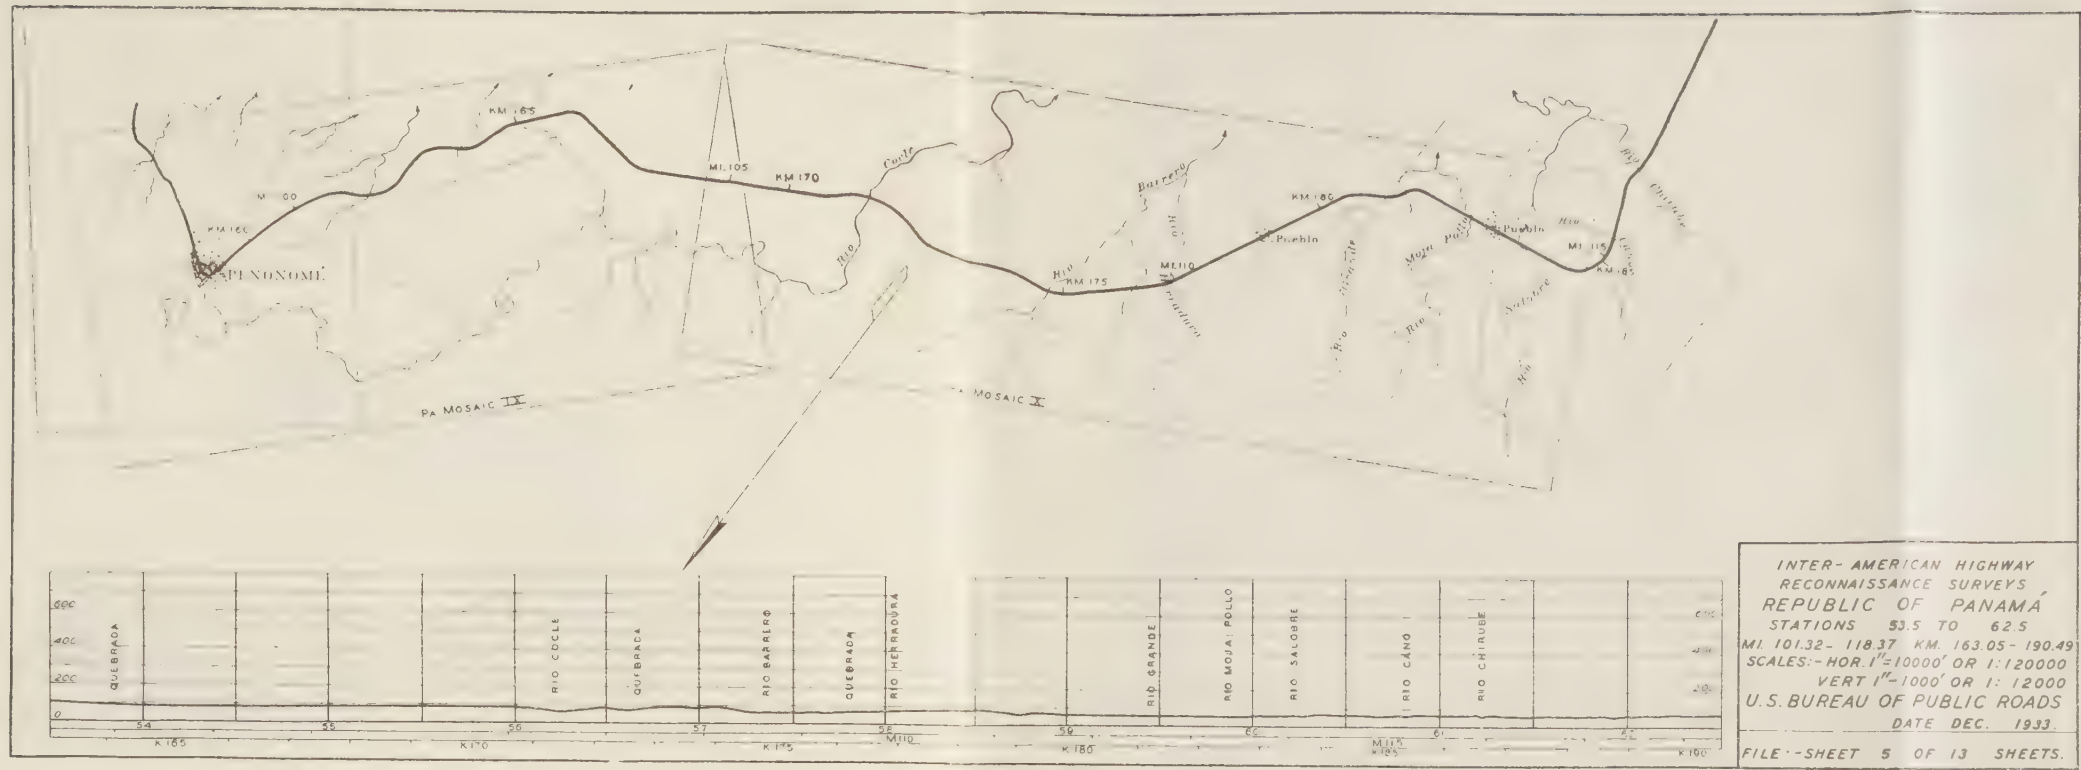 KM 165
MI. 105
KM. 170
Cocle
Rio
KM 160
PENONOMÉ
Barrero
Rio
Rio
KM 175
MI.110
KM. 180
Pueblo
Rio
Moja
Pollo
Rio
Pueblo
Rio
MI. 115
Rio
Chirube
Salobre
Rio
PA MOSAIC IX
MOSAIC X
600
400
200
0
QUEBRADA
RIO COCLE
QUEBRADA
RIO BARRERO
QUEBRADA
RIO HERRADURA
RIO GRANDE
RIO MOJA POLLO
RIO SALOBRE
RIO CAÑO
RIO CHIRUBE
54 55 56 57 58 59
K 165 K 170 K 175 M 110 K 180 M 115 K 185 K 190
INTER-AMERICAN HIGHWAY
RECONNAISSANCE SURVEYS
REPUBLIC OF PANAMÁ
STATIONS 53.5 TO 62.5
MI. 101.32 - 118.37 KM. 163.05 - 190.49
SCALES:- HOR. 1"=10000' OR 1:120000
VERT 1"-1000' OR 1: 12000
U.S. BUREAU OF PUBLIC ROADS
DATE DEC. 1933.
FILE:-SHEET 5 OF 13 SHEETS.